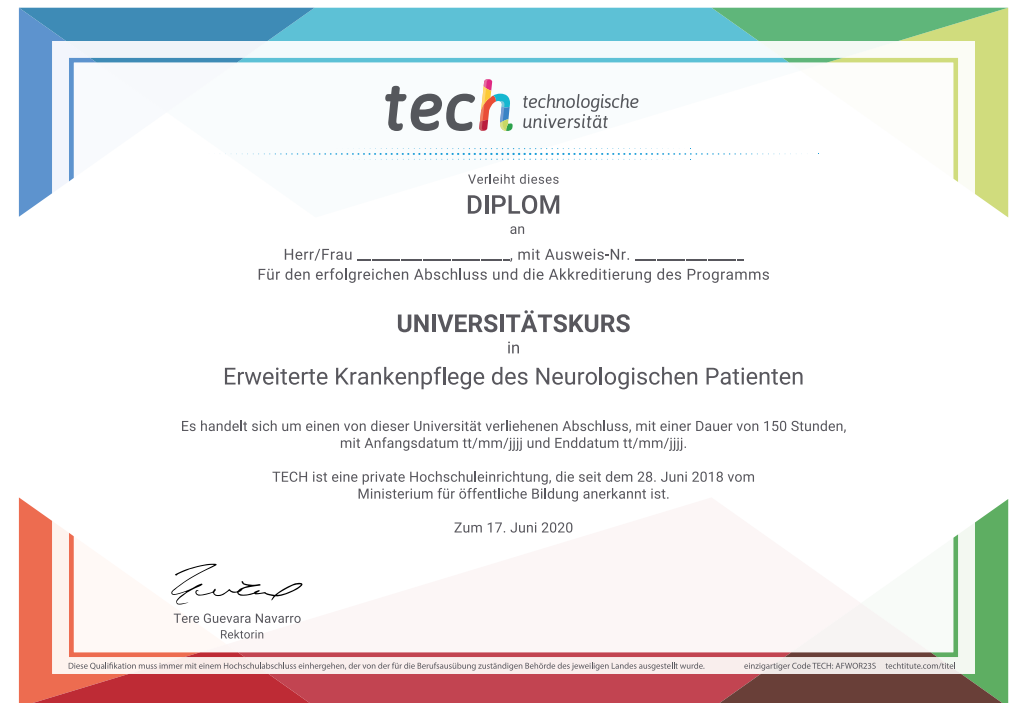 tech technologische
universität
Verleiht dieses
DIPLOM
an
Herr/Frau ____________________, mit Ausweis-Nr. ______________
Für den erfolgreichen Abschluss und die Akkreditierung des Programms
UNIVERSITÄTSKURS
in
Erweiterte Krankenpflege des Neurologischen Patienten
Es handelt sich um einen von dieser Universität verliehenen Abschluss, mit einer Dauer von 150 Stunden,
mit Anfangsdatum tt/mm/jjjj und Enddatum tt/mm/jjjj.
TECH ist eine private Hochschuleinrichtung, die seit dem 28. Juni 2018 vom
Ministerium für öffentliche Bildung anerkannt ist.
Zum 17. Juni 2020
Tere Guevara Navarro
Rektorin
Diese Qualifikation muss immer mit einem Hochschulabschluss einhergehen, der von der für die Berufsausübung zuständigen Behörde des jeweiligen Landes ausgestellt wurde. einzigartiger Code TECH: AFWOR23S techtitute.com/titel